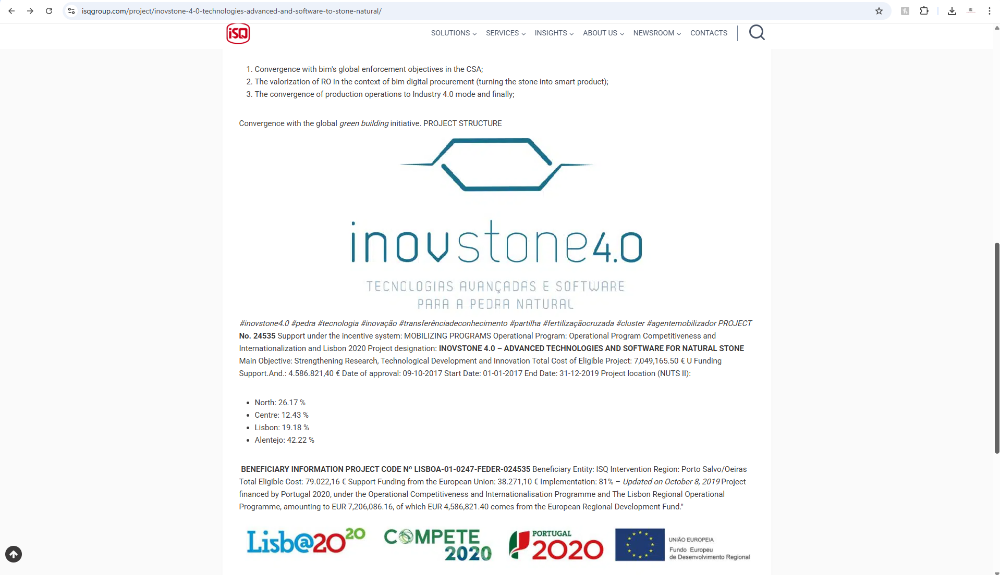 isqgroup.com/project/inovstone-4-0-technologies-advanced-and-software-to-stone-natural/
iSQ
SOLUTIONS SERVICES INSIGHTS ABOUT US NEWSROOM CONTACTS
1. Convergence with bim's global enforcement objectives in the CSA;
2. The valorization of RO in the context of bim digital procurement (turning the stone into smart product);
3. The convergence of production operations to Industry 4.0 mode and finally;
Convergence with the global green building initiative. PROJECT STRUCTURE
inovstone4.0
TECNOLOGIAS AVANÇADAS E SOFTWARE
PARA A PEDRA NATURAL
#inovstone4.0 #pedra #tecnologia #inovação #transferênciadeconhecimento #partilha #fertilizaçãocruzada #cluster #agentemobilizador PROJECT
No. 24535 Support under the incentive system: MOBILIZING PROGRAMS Operational Program: Operational Program Competitiveness and
Internationalization and Lisbon 2020 Project designation: INOVSTONE 4.0 – ADVANCED TECHNOLOGIES AND SOFTWARE FOR NATURAL STONE
Main Objective: Strengthening Research, Technological Development and Innovation Total Cost of Eligible Project: 7,049,165.50 € U Funding
Support.And.: 4.586.821,40 € Date of approval: 09-10-2017 Start Date: 01-01-2017 End Date: 31-12-2019 Project location (NUTS II):
• North: 26.17 %
• Centre: 12.43 %
• Lisbon: 19.18 %
• Alentejo: 42.22 %
BENEFICIARY INFORMATION PROJECT CODE Nº LISBOA-01-0247-FEDER-024535 Beneficiary Entity: ISQ Intervention Region: Porto Salvo/Oeiras
Total Eligible Cost: 79.022,16 € Support Funding from the European Union: 38.271,10 € Implementation: 81% – Updated on October 8, 2019 Project
financed by Portugal 2020, under the Operational Competitiveness and Internationalisation Programme and The Lisbon Regional Operational
Programme, amounting to EUR 7,206,086.16, of which EUR 4,586,821.40 comes from the European Regional Development Fund."
Lisb@2020
COMPETE
2020
PORTUGAL
2020
UNIÃO EUROPEIA
Fundo Europeu
de Desenvolvimento Regional